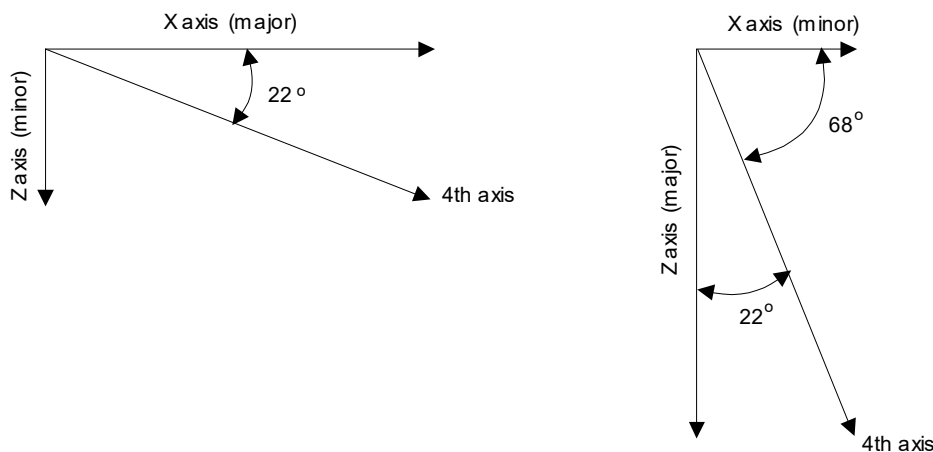 X axis (major)
Z axis (minor)
22 o
4th axis
X axis (minor)
Z axis (major)
68o
22o
4th axis